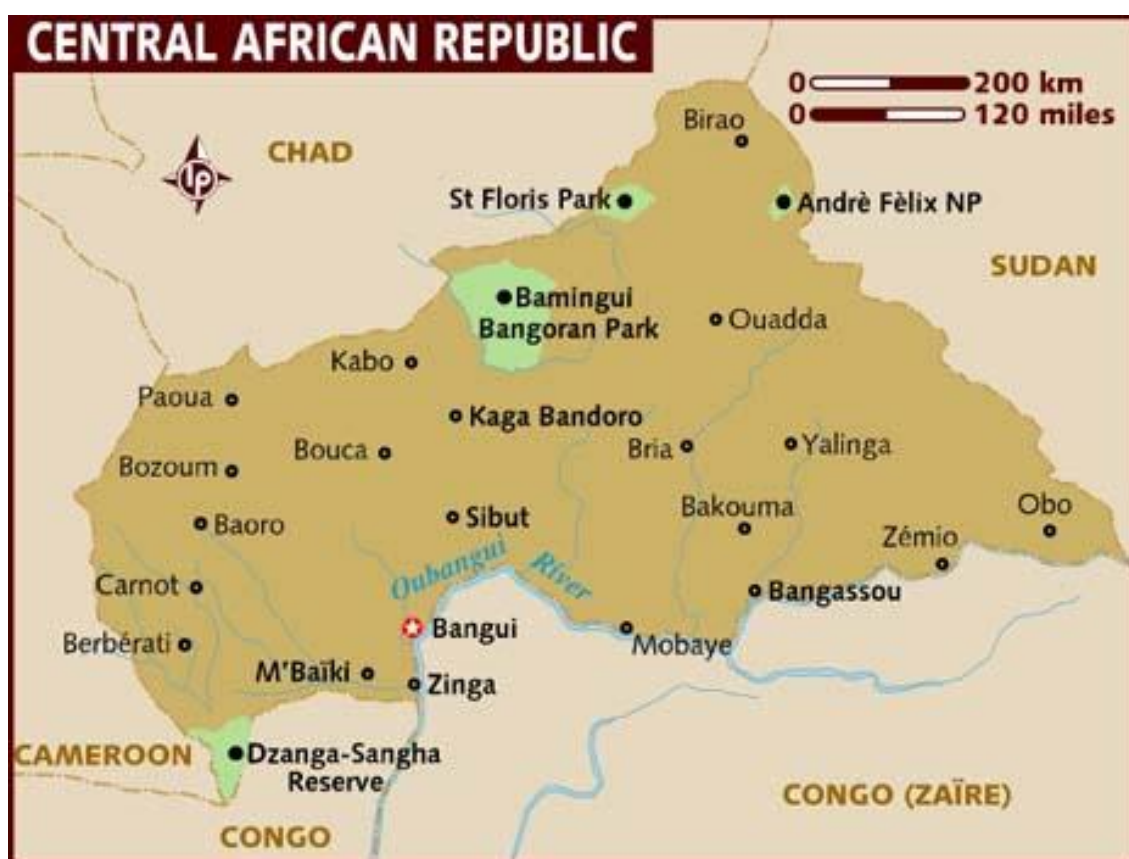 CENTRAL AFRICAN REPUBLIC
0 200 km
0 120 miles
Birao
CHAD
lp
St Floris Park
Andrè Fèlix NP
SUDAN
Bamingui
Bangoran Park
Ouadda
Kabo
Paoua
Kaga Bandoro
Bouca
Bria
Yalinga
Bozoum
Sibut
Baoro
Bakouma
Obo
Zémio
Oubangui River
Carnot
Bangassou
Bangui
Mobaye
Berbérati
M'Baïki
Zinga
CAMEROON
Dzanga-Sangha
Reserve
CONGO (ZAÏRE)
CONGO